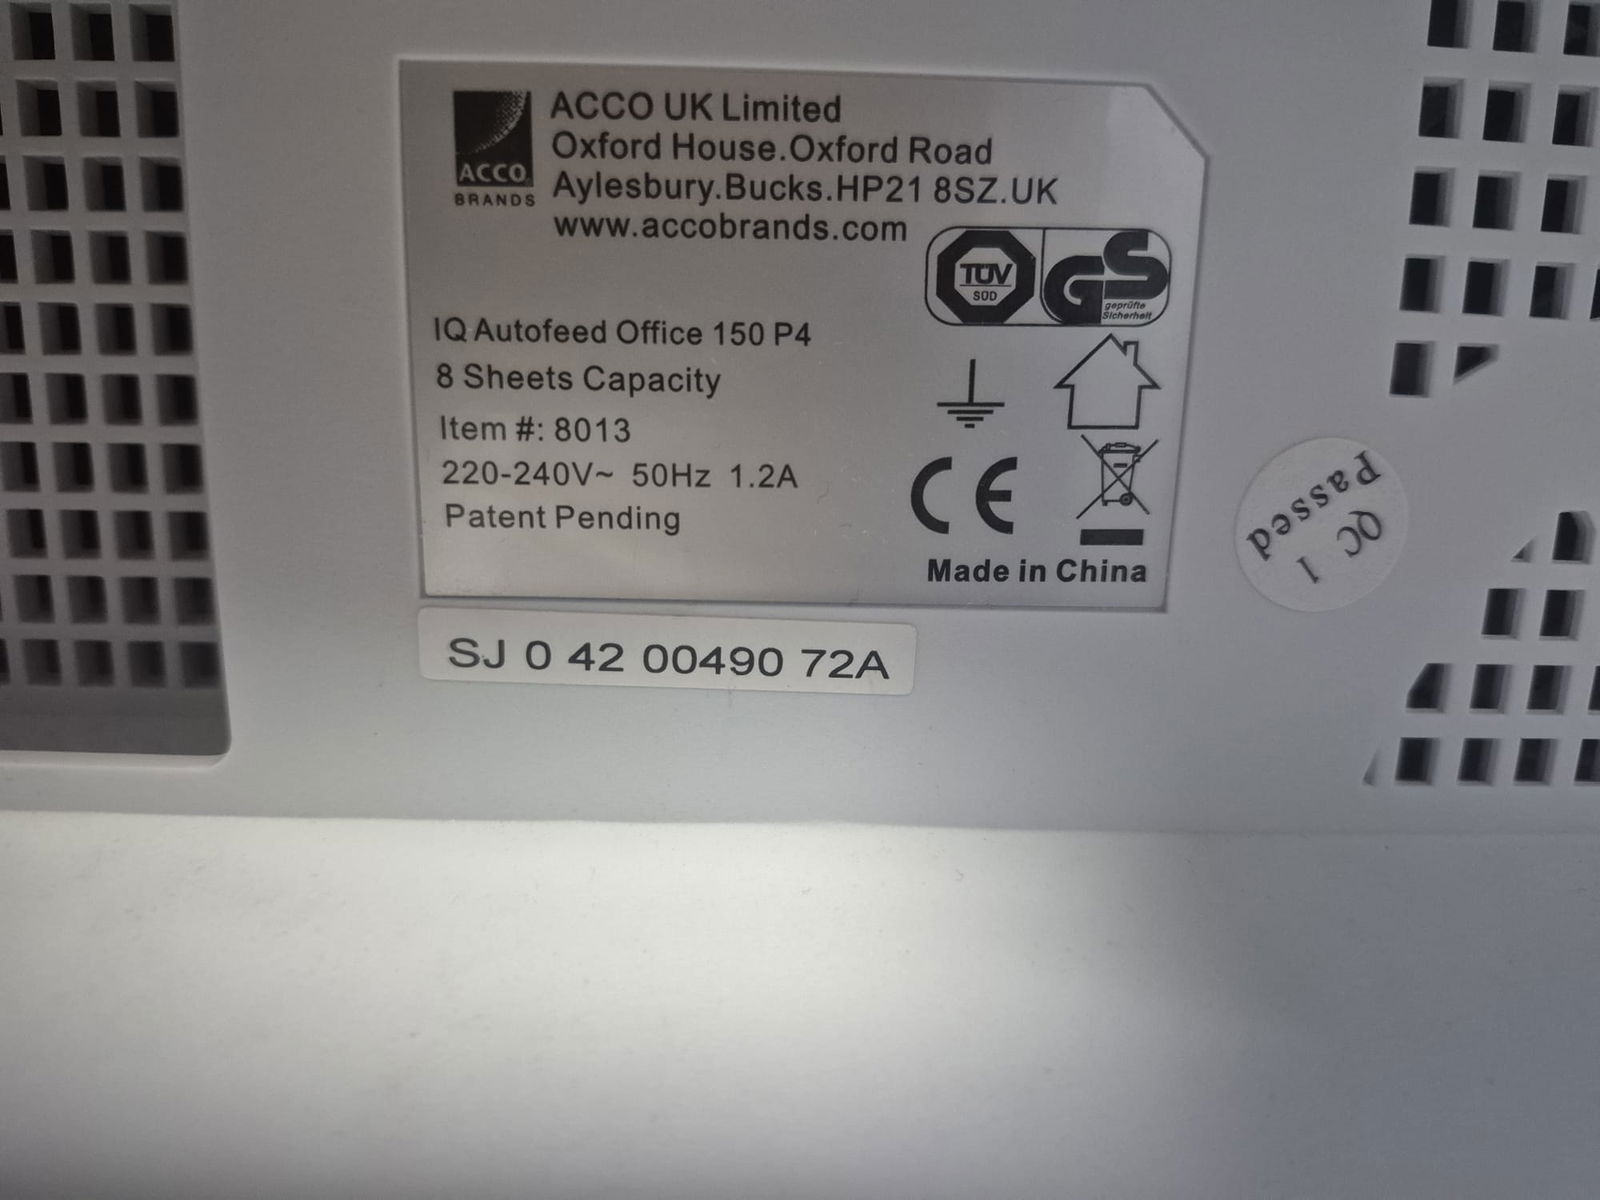 ACCO
BRANDS
ACCO UK Limited
Oxford House.Oxford Road
Aylesbury.Bucks.HP21 8SZ.UK
www.accobrands.com
TÜV
SÜD
GS
geprüfte
Sicherheit
IQ Autofeed Office 150 P4
8 Sheets Capacity
Item #: 8013
220-240V~ 50Hz 1.2A
Patent Pending
CE
Made in China
QC 1
Passed
SJ 0 42 00490 72A